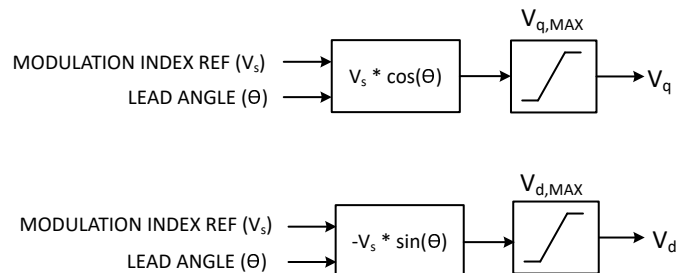 V_q,MAX
MODULATION INDEX REF (V_s)
LEAD ANGLE (Θ)
V_s * cos(Θ)
V_q
V_d,MAX
MODULATION INDEX REF (V_s)
LEAD ANGLE (Θ)
-V_s * sin(Θ)
V_d